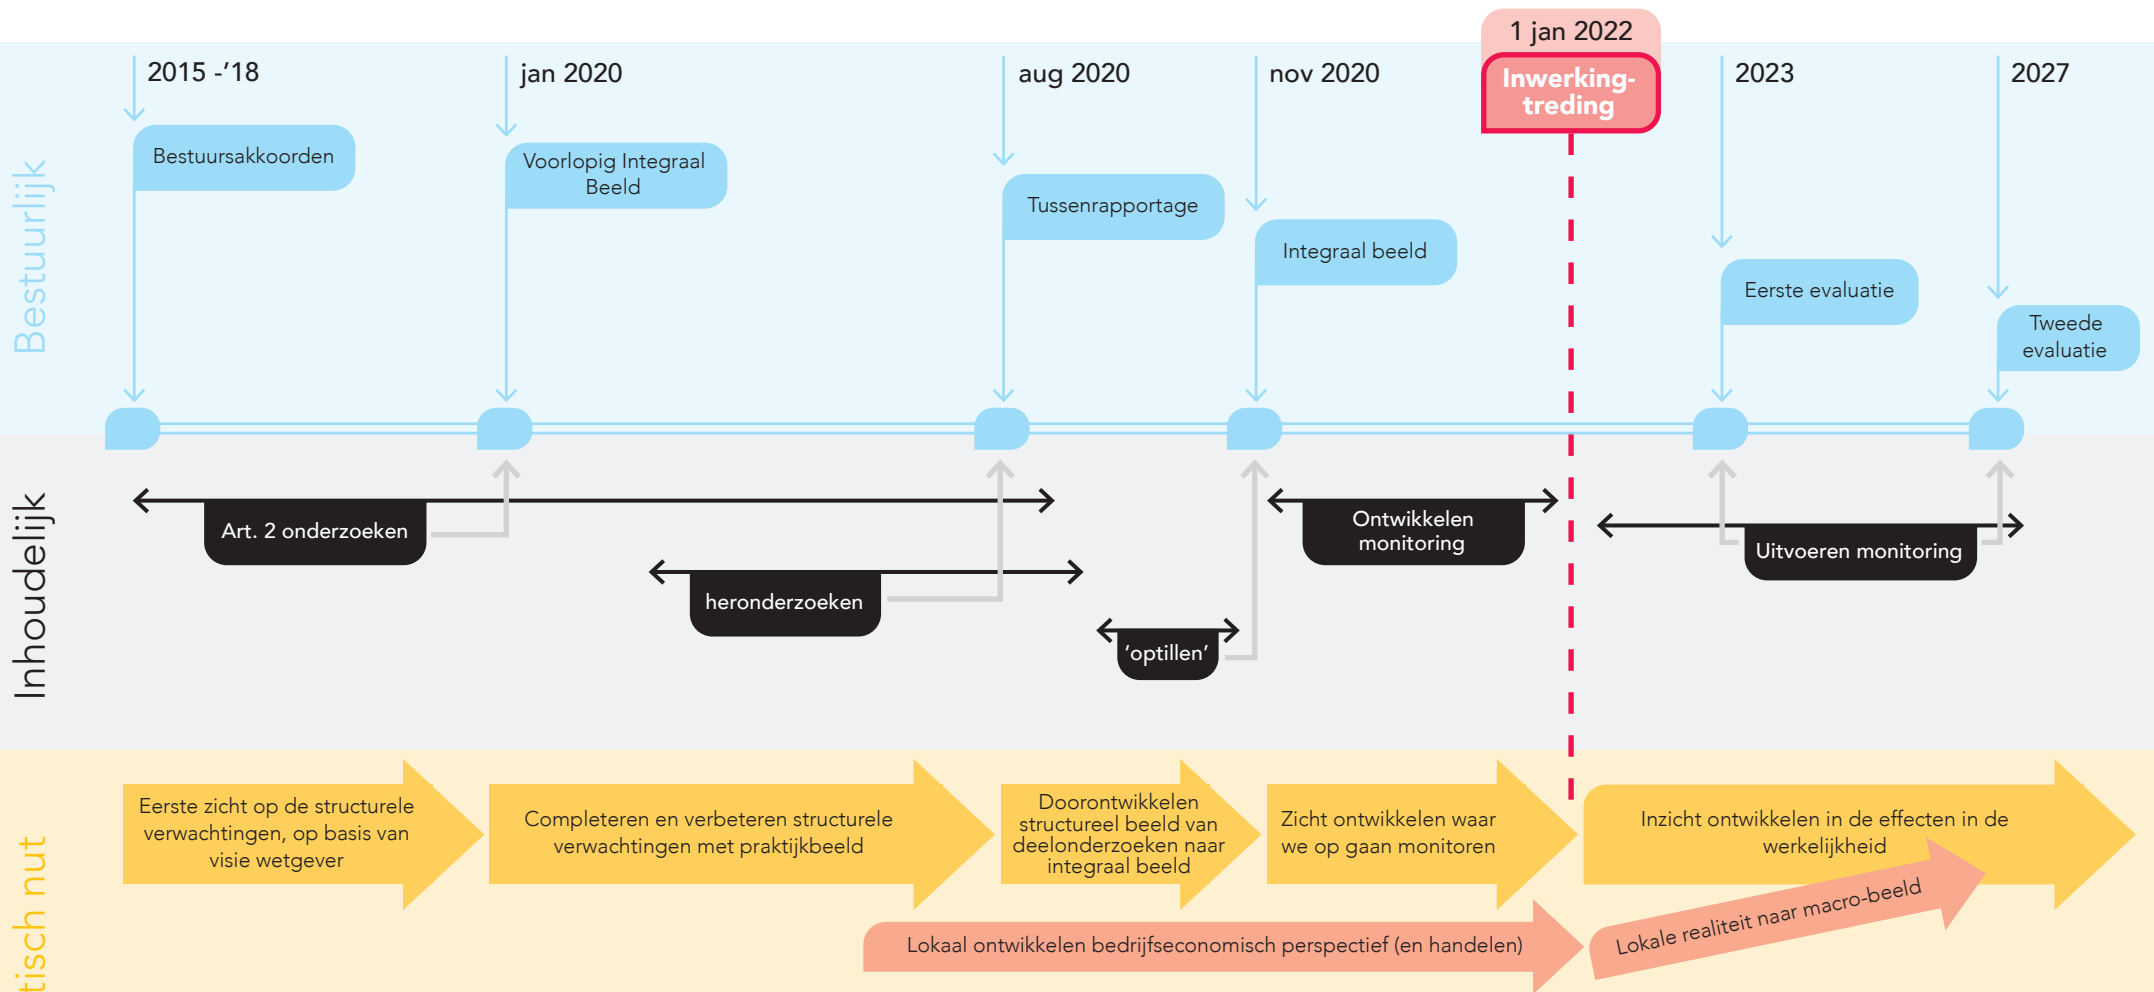 1 jan 2022
Inwerking-
treding
2015 -'18
jan 2020
aug 2020
nov 2020
2023
2027
Bestuurlijk
Bestuursakkoorden
Voorlopig Integraal
Beeld
Tussenrapportage
Integraal beeld
Eerste evaluatie
Tweede
evaluatie
Inhoudelijk
Art. 2 onderzoeken
heronderzoeken
'optillen'
Ontwikkelen
monitoring
Uitvoeren monitoring
tisch nut
Eerste zicht op de structurele
verwachtingen, op basis van
visie wetgever
Completeren en verbeteren structurele
verwachtingen met praktijkbeeld
Doorontwikkelen
structureel beeld van
deelonderzoeken naar
integraal beeld
Zicht ontwikkelen waar
we op gaan monitoren
Inzicht ontwikkelen in de effecten in de
werkelijkheid
Lokaal ontwikkelen bedrijfseconomisch perspectief (en handelen)
Lokale realiteit naar macro-beeld